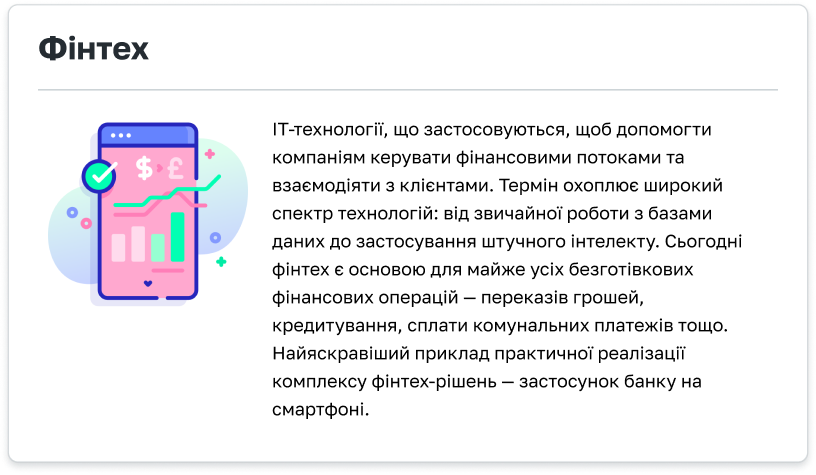 Фінтех
$ £
ІТ-технології, що застосовуються, щоб допомогти
компаніям керувати фінансовими потоками та
взаємодіяти з клієнтами. Термін охоплює широкий
спектр технологій: від звичайної роботи з базами
даних до застосування штучного інтелекту. Сьогодні
фінтех є основою для майже усіх безготівкових
фінансових операцій — переказів грошей,
кредитування, сплати комунальних платежів тощо.
Найяскравіший приклад практичної реалізації
комплексу фінтех-рішень — застосунок банку на
смартфоні.